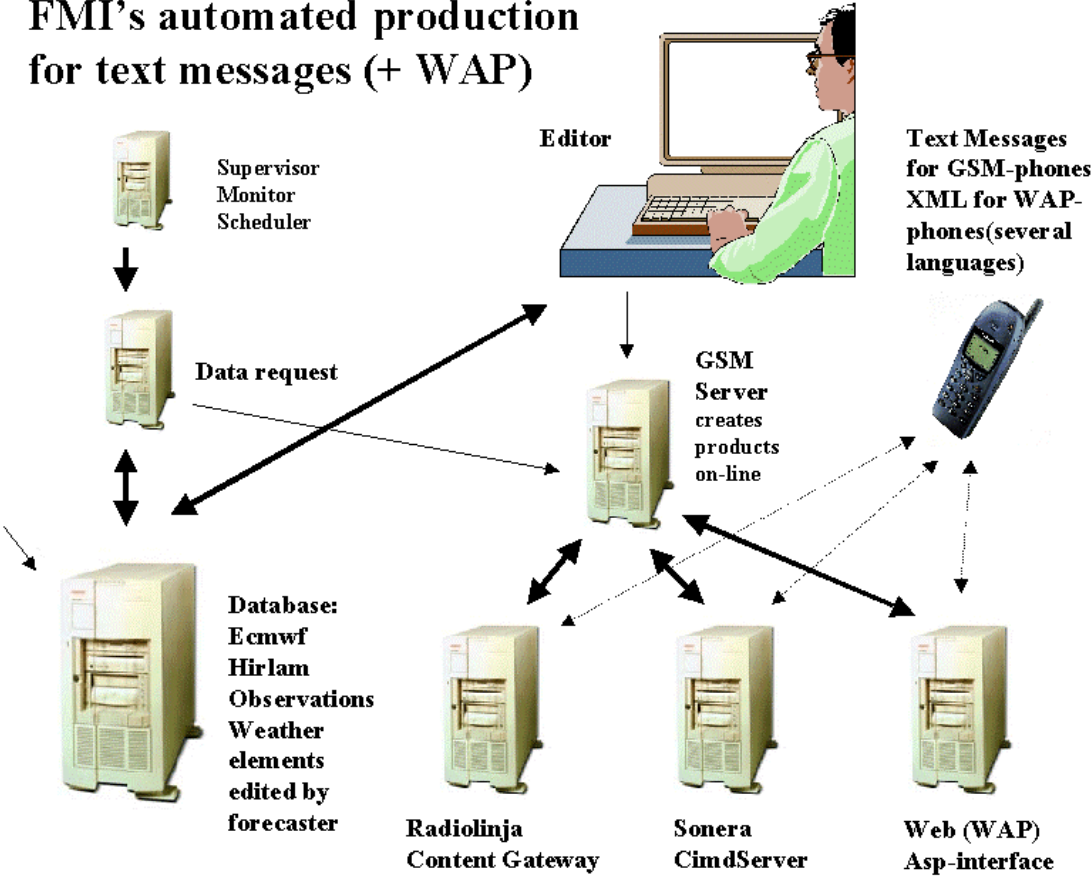 FMI's automated production
for text messages (+ WAP)
Editor
Text Messages
for GSM-phones
XML for WAP-
phones(several
languages)
Supervisor
Monitor
Scheduler
Data request
GSM
Server
creates
products
on-line
Database:
Ecmwf
Hirlam
Observations
Weather
elements
edited by
forecaster
Radiolinja
Content Gateway
Sonera
CimdServer
Web (WAP)
Asp-interface